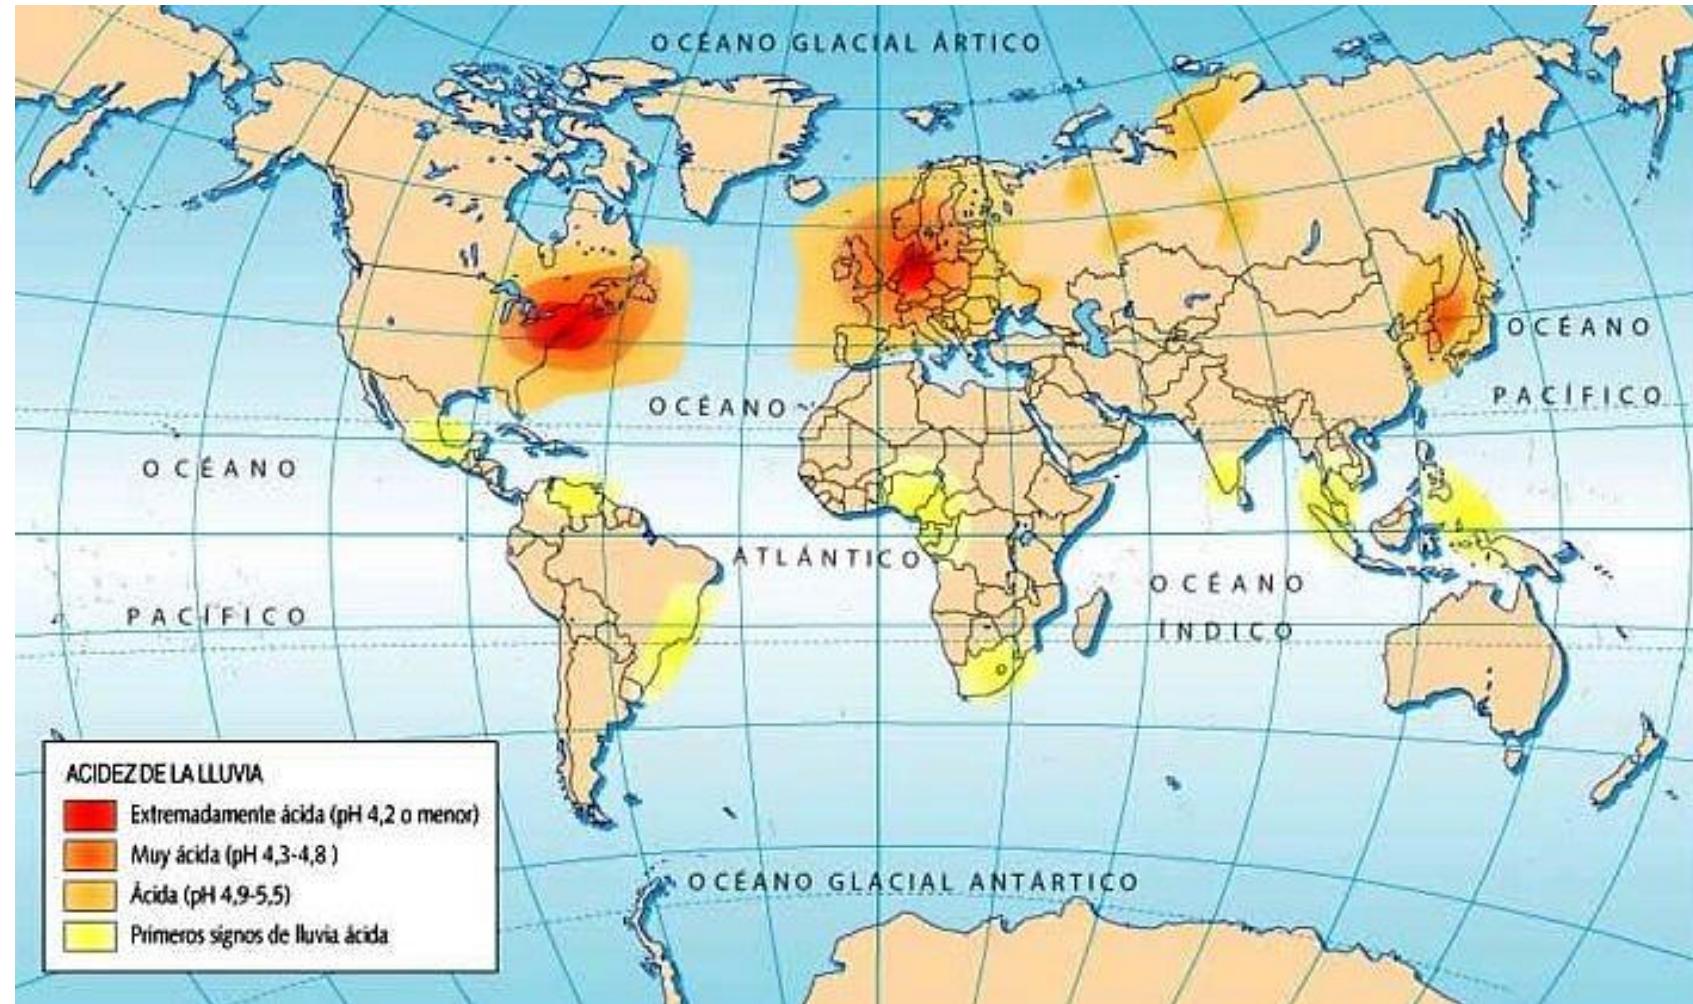 OCÉANO GLACIAL ÁRTICO
OCÉANO
PACÍFICO
OCÉANO
ATLÁNTICO
OCÉANO
PACÍFICO
OCÉANO
ÍNDICO
OCÉANO GLACIAL ANTÁRTICO
ACIDEZ DE LA LLUVIA
Extremadamente ácida (pH 4,2 o menor)
Muy ácida (pH 4,3-4,8 )
Ácida (pH 4,9-5,5)
Primeros signos de lluvia ácida